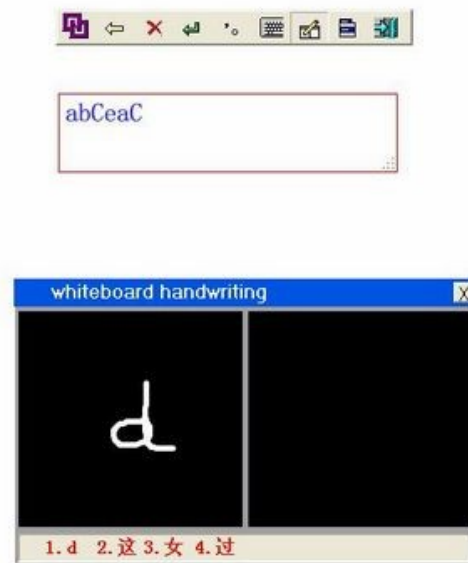 abCeaC
whiteboard handwriting
d
1.d 2.这 3.女 4.过